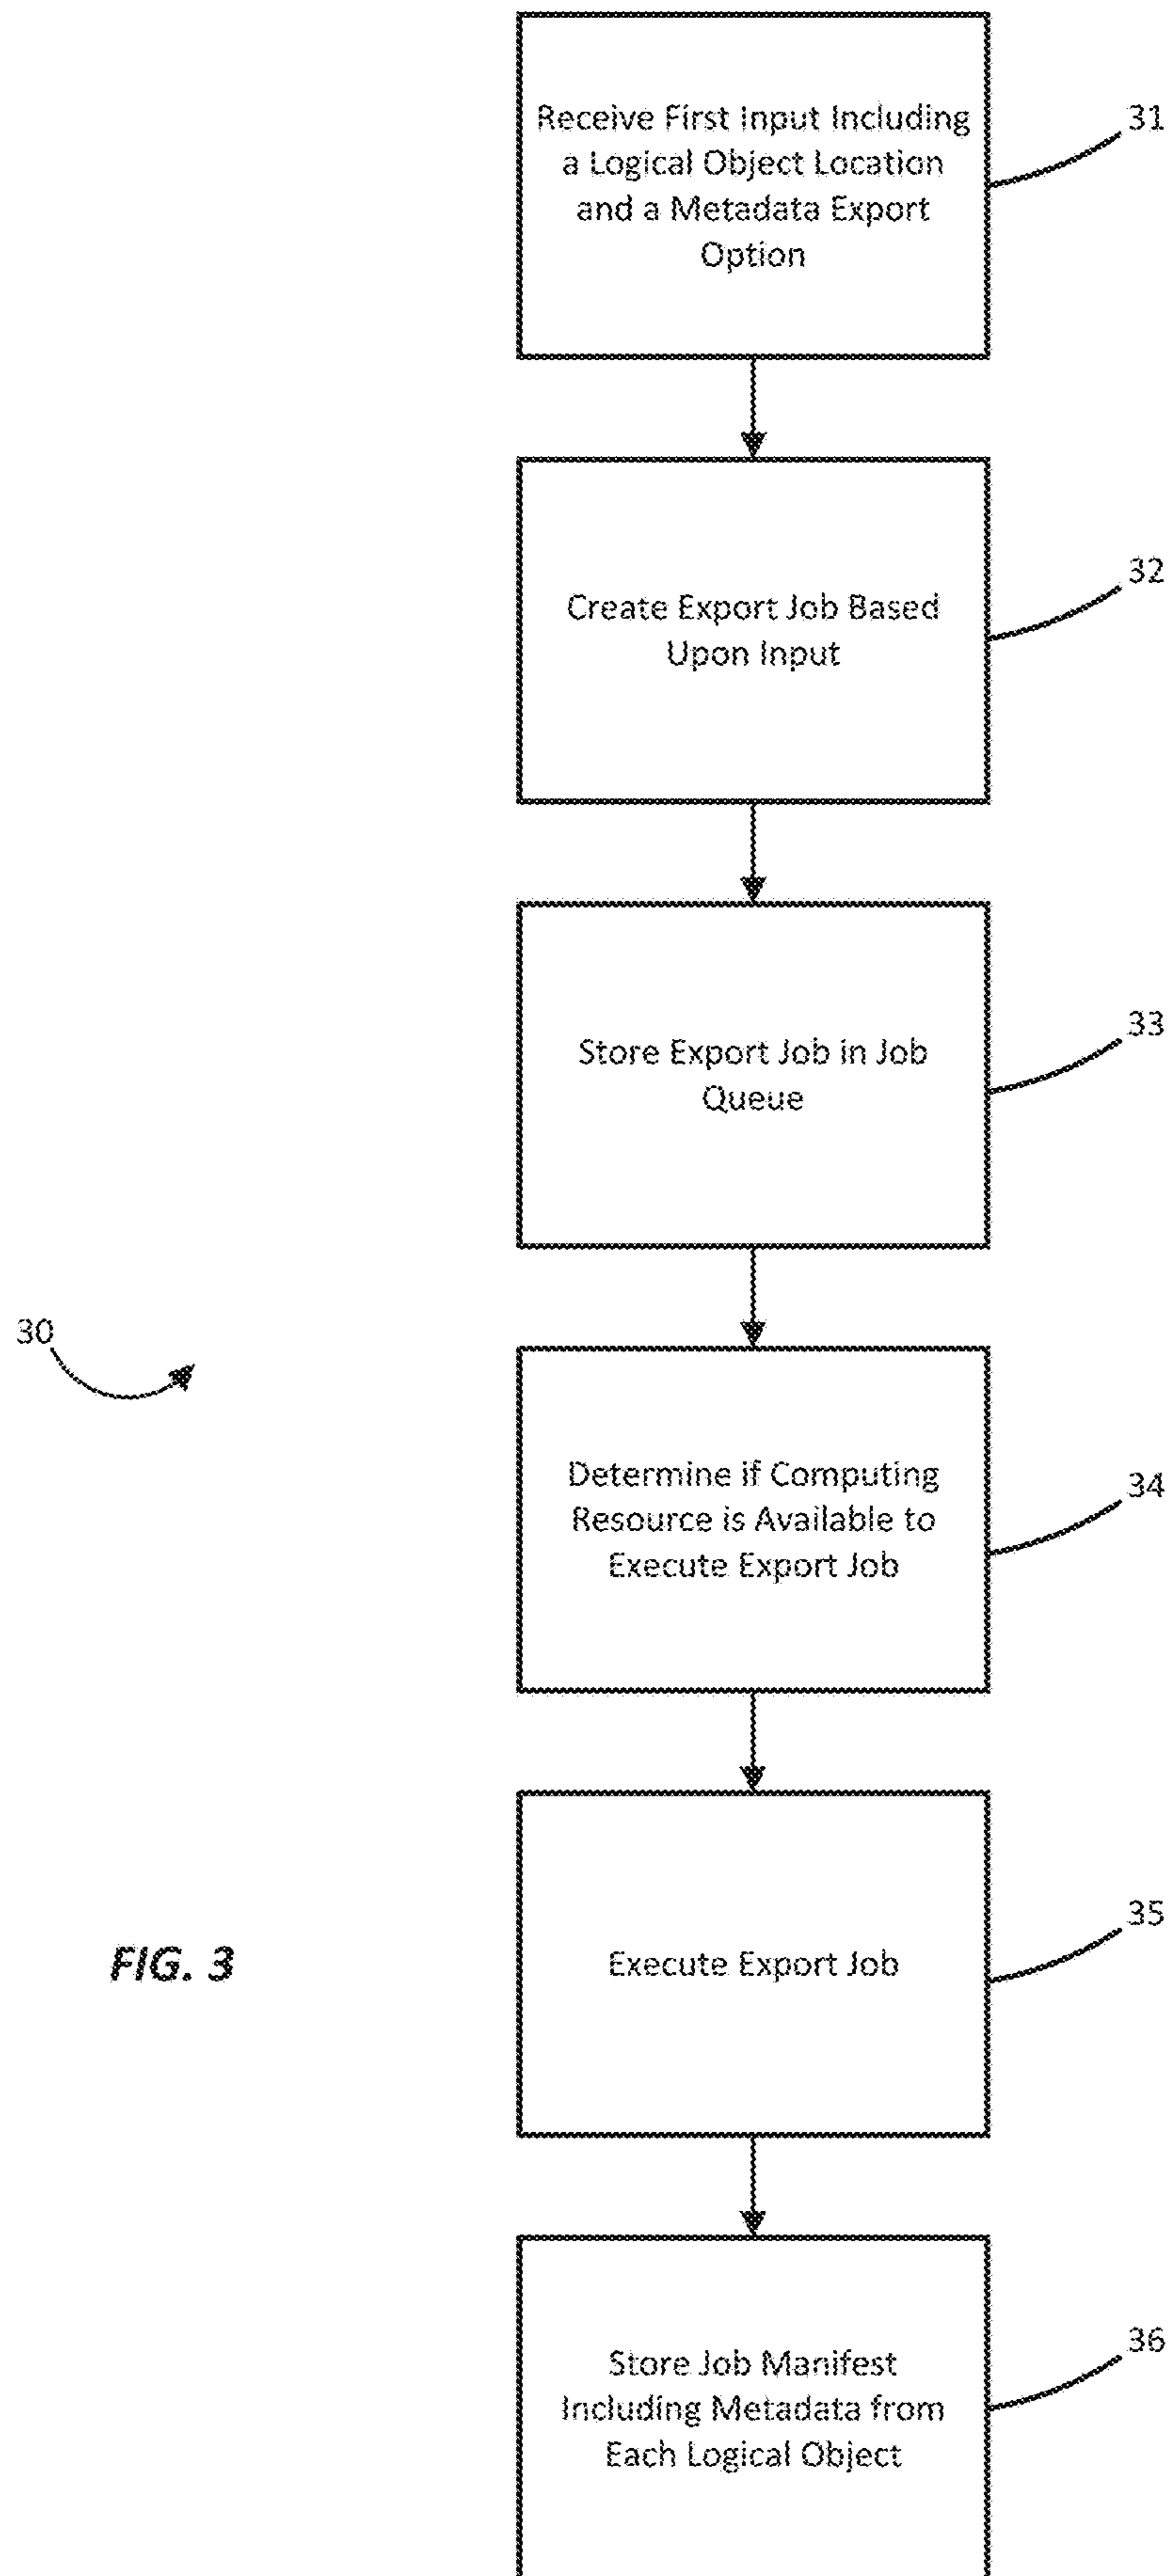 Receive First Input Including
a Logical Object Location
and a Metadata Export
Option
31
Create Export Job Based
Upon Input
32
Store Export Job in Job
Queue
33
30
Determine if Computing
Resource is Available to
Execute Export Job
34
Execute Export Job
35
FIG. 3
Store Job Manifest
Including Metadata from
Each Logical Object
36